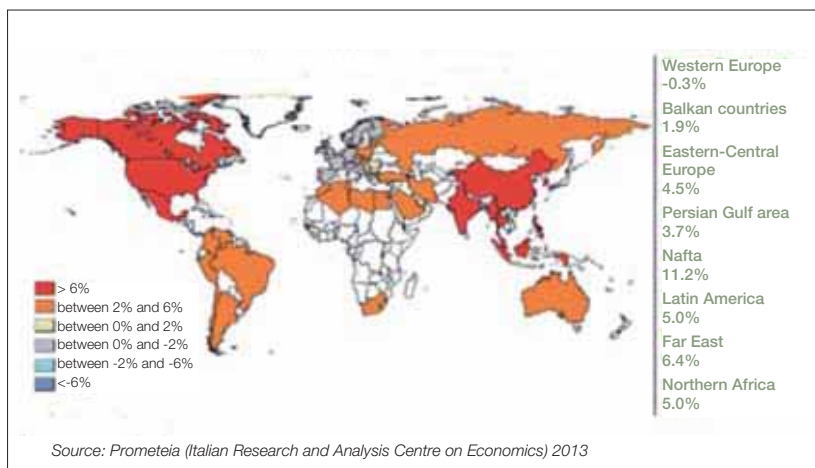 Western Europe
-0.3%
Balkan countries
1.9%
Eastern-Central
Europe
4.5%
Persian Gulf area
3.7%
Nafta
11.2%
Latin America
5.0%
Far East
6.4%
Northern Africa
5.0%
> 6%
between 2% and 6%
between 0% and 2%
between 0% and -2%
between -2% and -6%
<-6%
Source: Prometeia (Italian Research and Analysis Centre on Economics) 2013